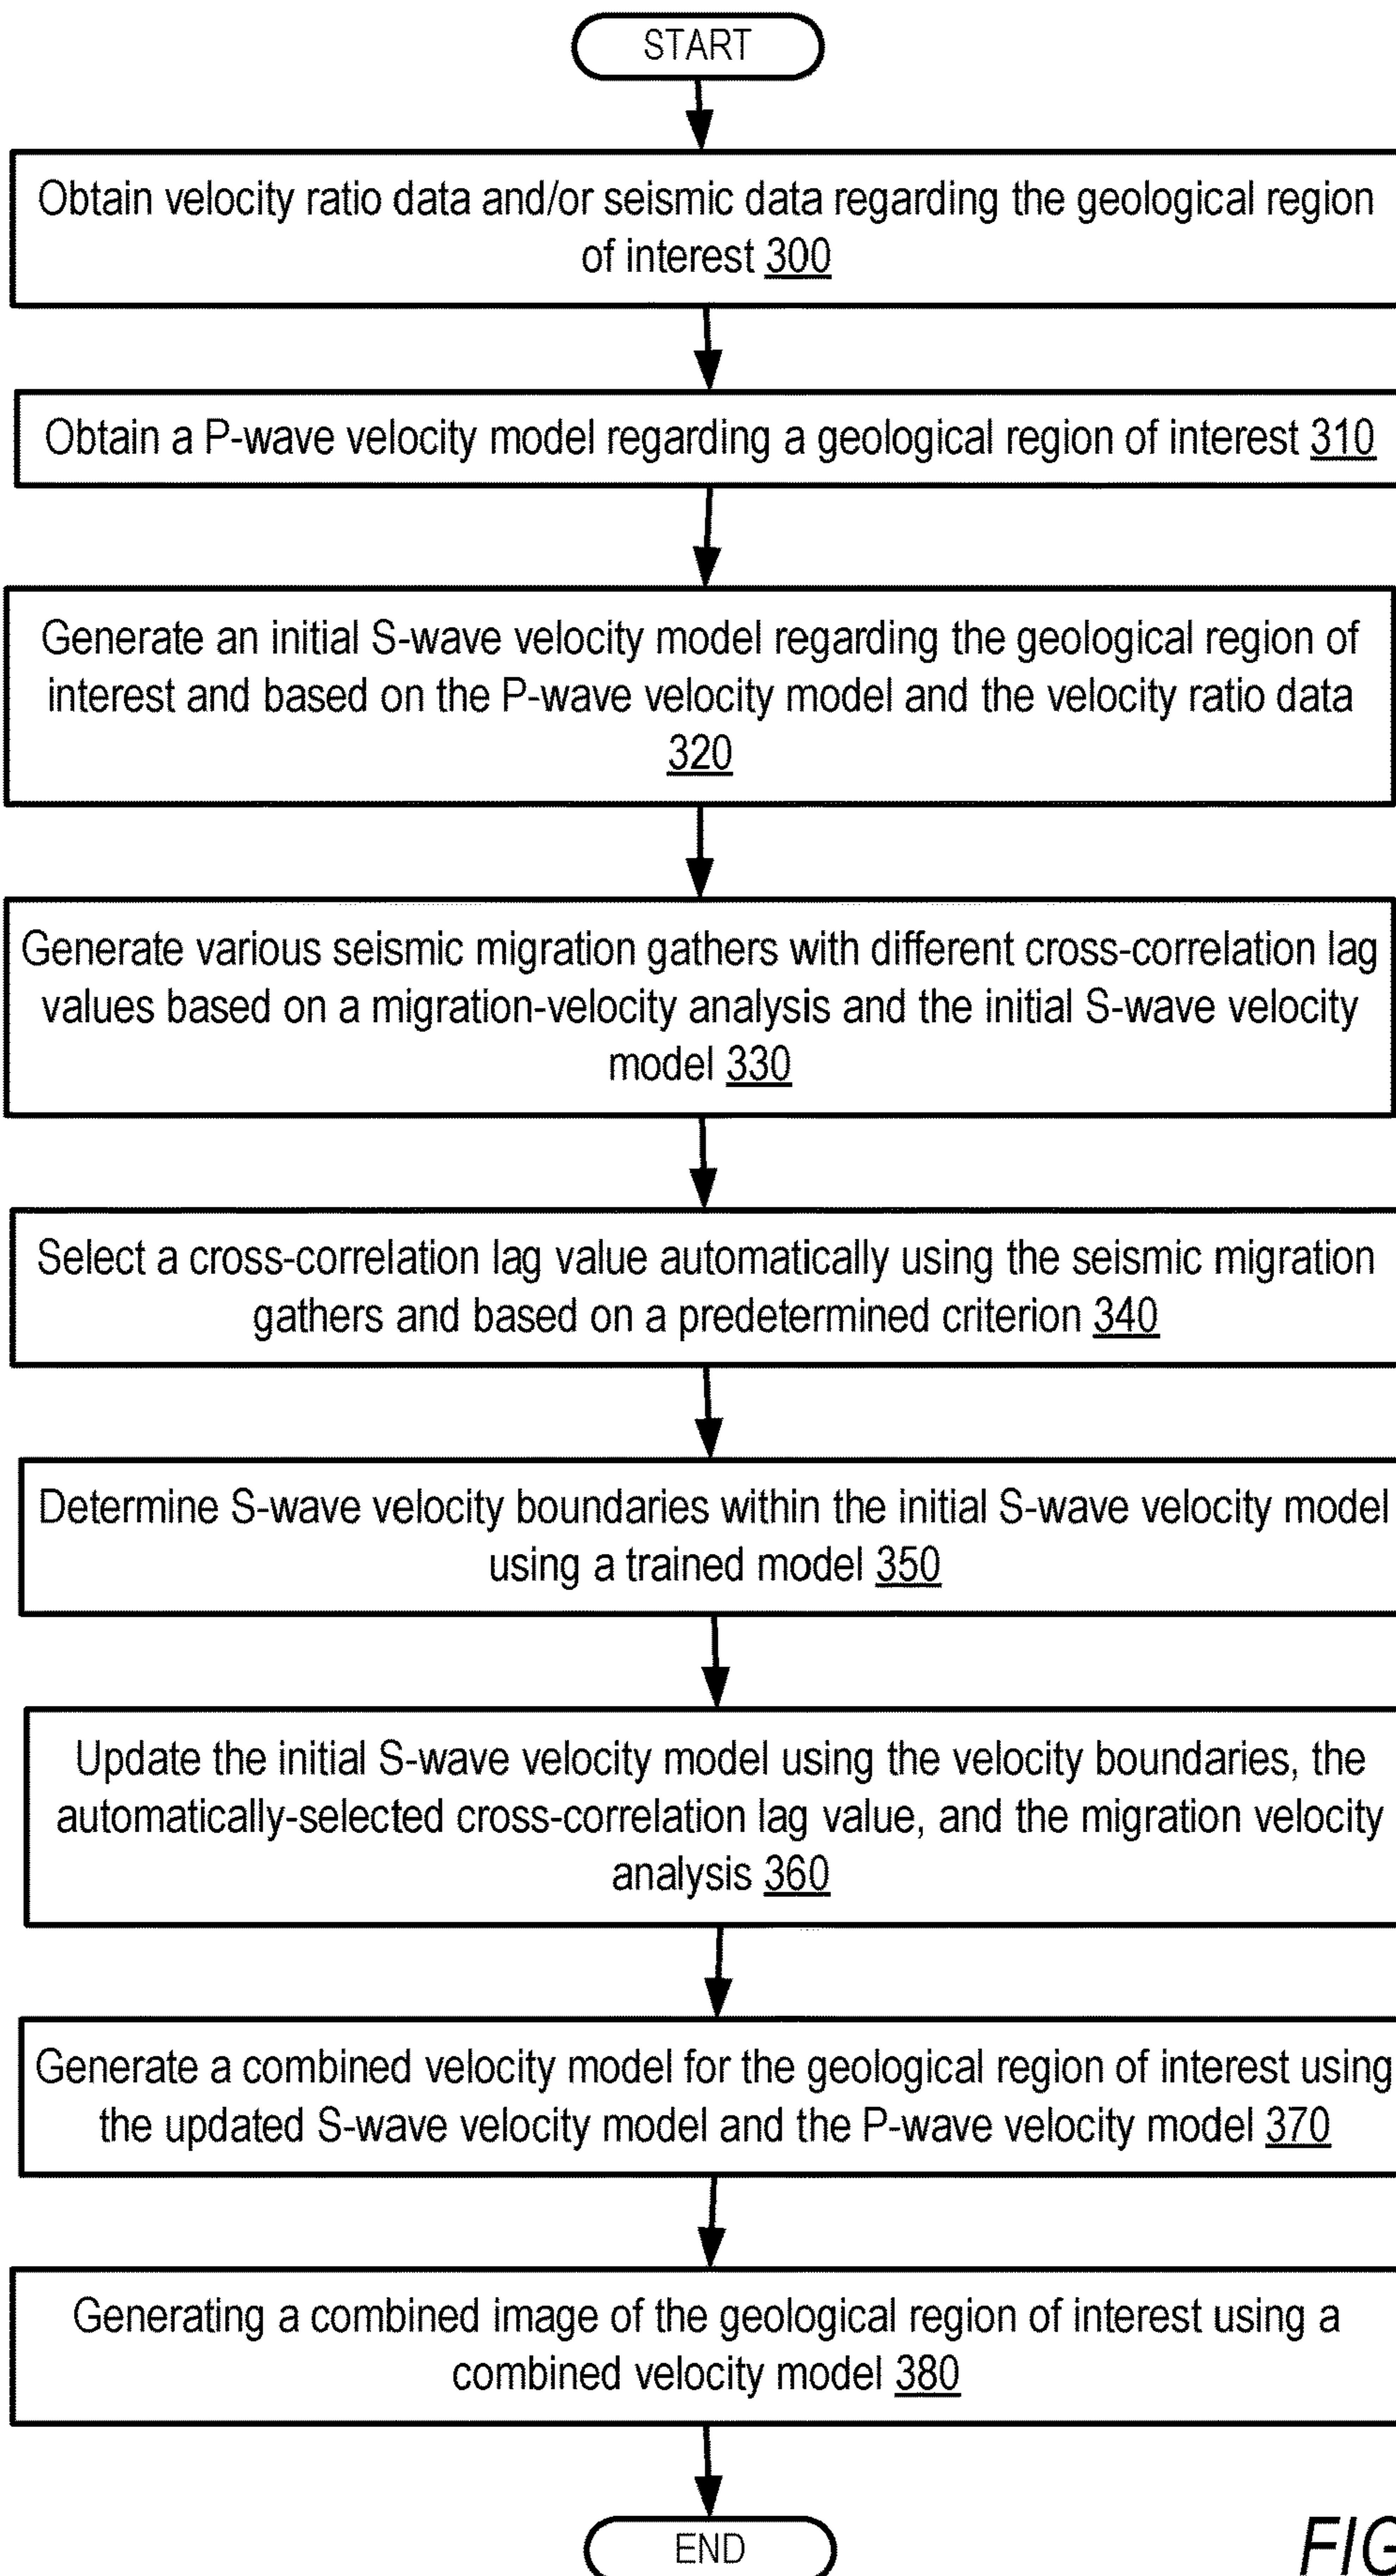 START
Obtain velocity ratio data and/or seismic data regarding the geological region
of interest 300
Obtain a P-wave velocity model regarding a geological region of interest 310
Generate an initial S-wave velocity model regarding the geological region of
interest and based on the P-wave velocity model and the velocity ratio data
320
Generate various seismic migration gathers with different cross-correlation lag
values based on a migration-velocity analysis and the initial S-wave velocity
model 330
Select a cross-correlation lag value automatically using the seismic migration
gathers and based on a predetermined criterion 340
Determine S-wave velocity boundaries within the initial S-wave velocity model
using a trained model 350
Update the initial S-wave velocity model using the velocity boundaries, the
automatically-selected cross-correlation lag value, and the migration velocity
analysis 360
Generate a combined velocity model for the geological region of interest using
the updated S-wave velocity model and the P-wave velocity model 370
Generating a combined image of the geological region of interest using a
combined velocity model 380
END
FIG